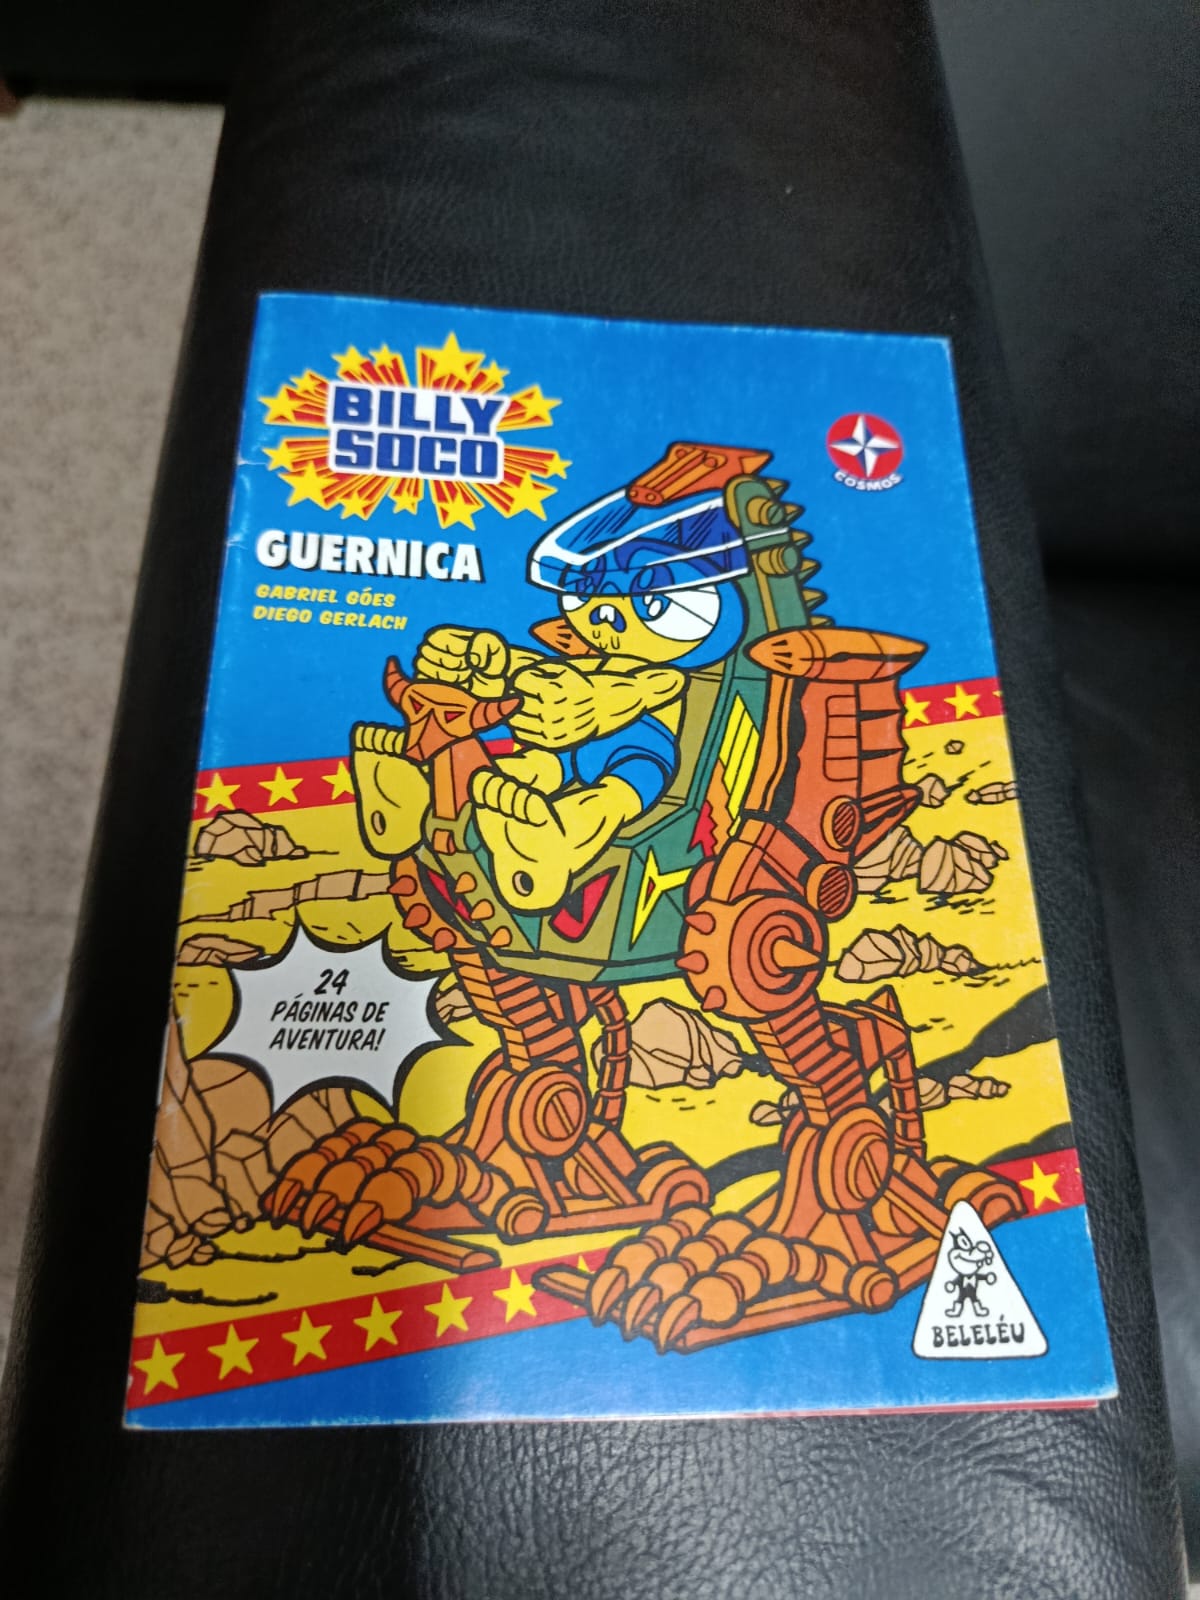 BILLY
SOCO
COSMOS
GUERNICA
GABRIEL GÓES
DIEGO GERLACH
24
PÁGINAS DE
AVENTURA!
BELELÉU